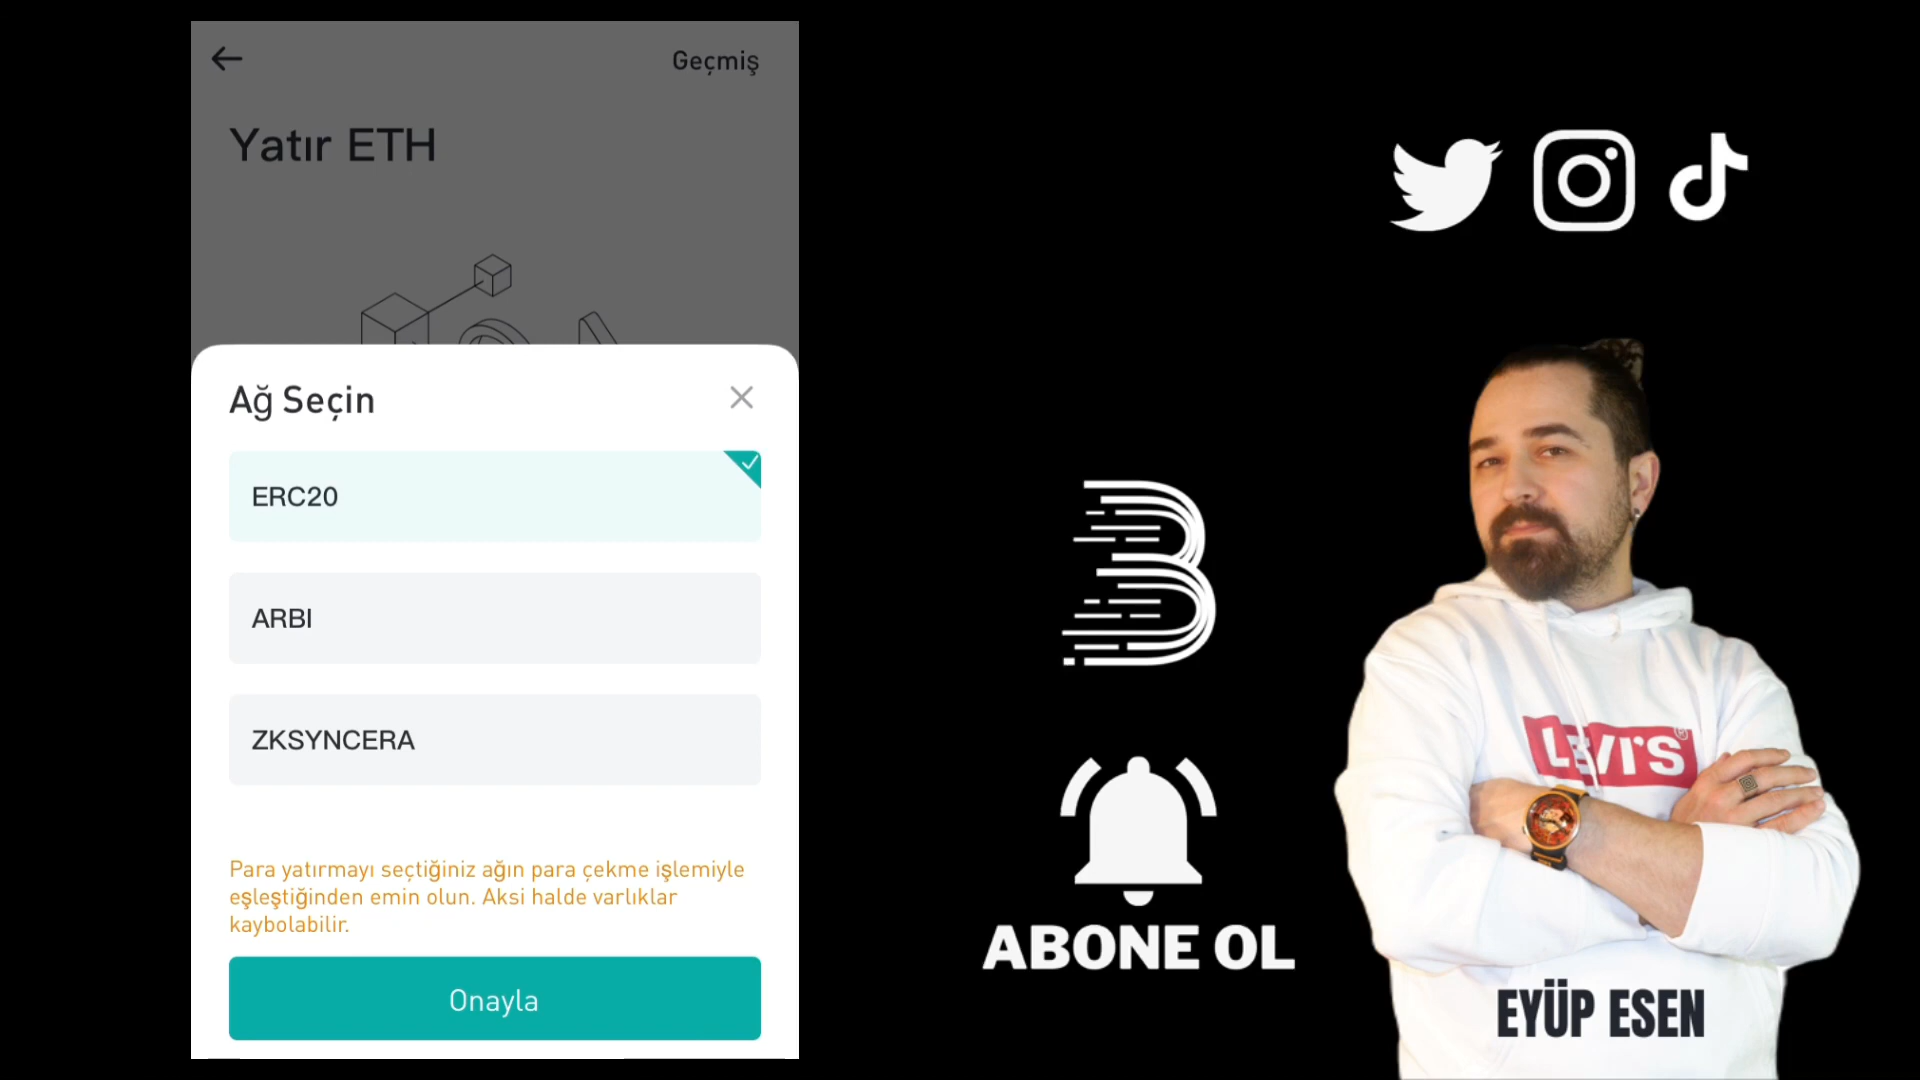 Geçmiş
Yatır ETH
Ağ Seçin
ERC20
ARBI
ZKSYNCERA
Para yatırmayı seçtiğiniz ağın para çekme işlemiyle
eşleştiğinden emin olun. Aksi halde varlıklar
kaybolabilir.
Onayla
ABONE OL
LEVI'S®
EYÜP ESEN